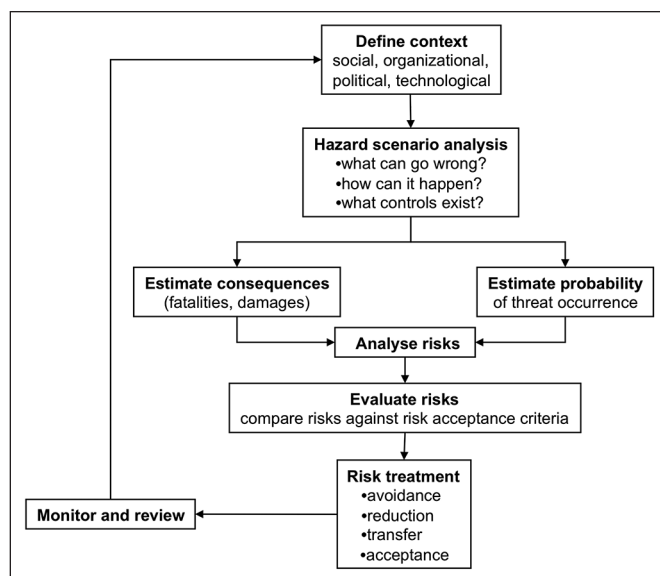 Define context
social, organizational,
political, technological
Hazard scenario analysis
•what can go wrong?
•how can it happen?
•what controls exist?
Estimate consequences
(fatalities, damages)
Estimate probability
of threat occurrence
Analyse risks
Evaluate risks
compare risks against risk acceptance criteria
Risk treatment
•avoidance
•reduction
•transfer
•acceptance
Monitor and review